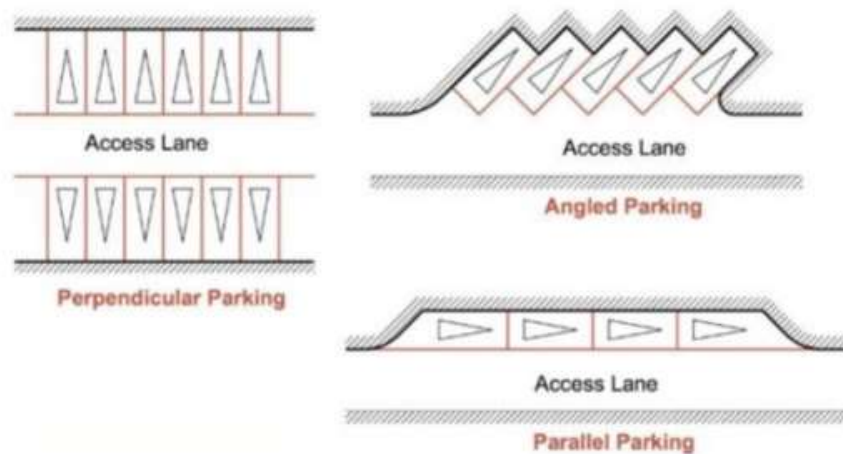 Access Lane
Perpendicular Parking
Access Lane
Angled Parking
Access Lane
Parallel Parking